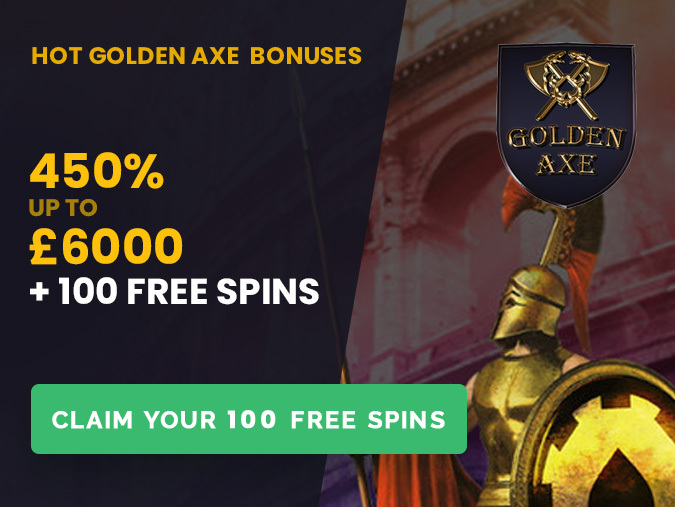 HOT GOLDEN AXE BONUSES
GOLDEN
AXE
450%
UP TO
£6000
+ 100 FREE SPINS
CLAIM YOUR 100 FREE SPINS